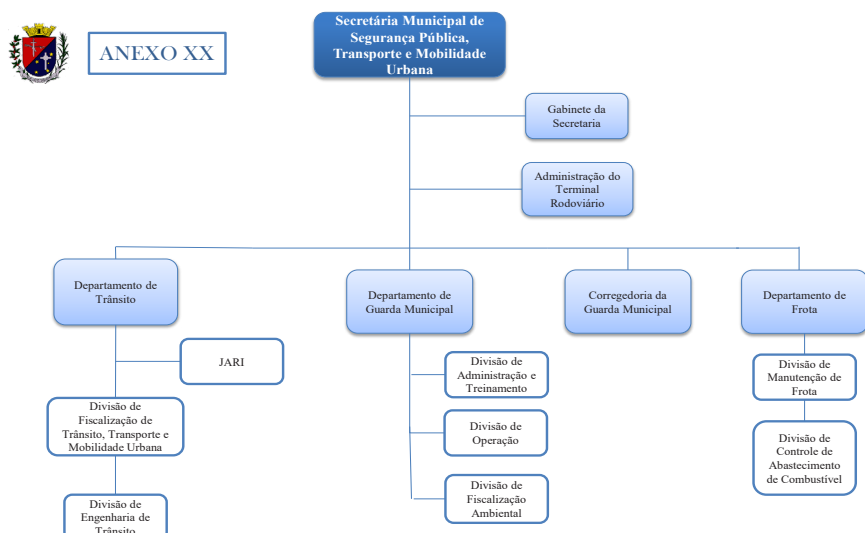 ANEXO XX
Secretária Municipal de
Segurança Pública,
Transporte e Mobilidade
Urbana
Gabinete da
Secretaria
Administração do
Terminal
Rodoviário
Departamento de
Trânsito
Departamento de
Guarda Municipal
Corregedoria da
Guarda Municipal
Departamento de
Frota
JARI
Divisão de
Fiscalização de
Trânsito, Transporte e
Mobilidade Urbana
Divisão de
Engenharia de
Trânsito
Divisão de
Administração e
Treinamento
Divisão de
Operação
Divisão de
Fiscalização
Ambiental
Divisão de
Manutenção de
Frota
Divisão de
Controle de
Abastecimento
de Combustível